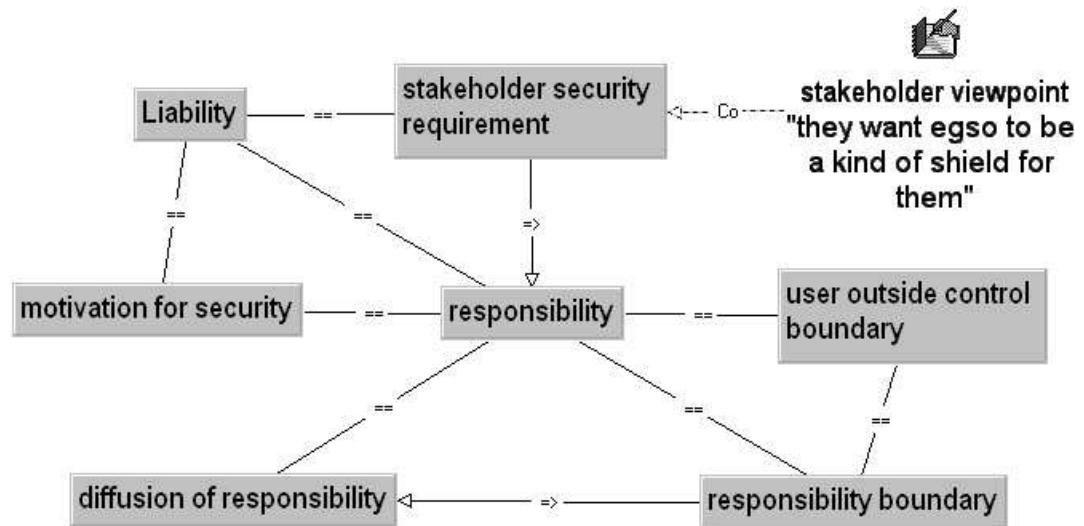 stakeholder security
requirement
Liability
==
Co
stakeholder viewpoint
"they want egso to be
a kind of shield for
them"
==
==
=>
motivation for security
==
responsibility
==
user outside control
boundary
==
==
==
diffusion of responsibility
=>
responsibility boundary